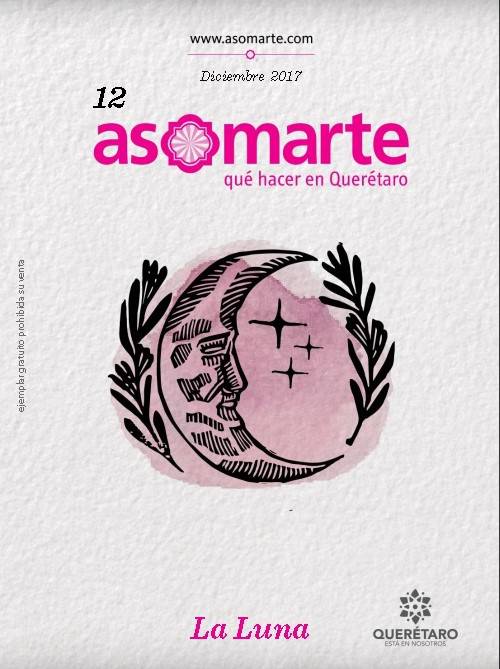 www.asomarte.com
Diciembre 2017
12
asomarte
qué hacer en Querétaro
ejemplar gratuito prohibida su venta
La Luna
QUERÉTARO
ESTÁ EN NOSOTROS